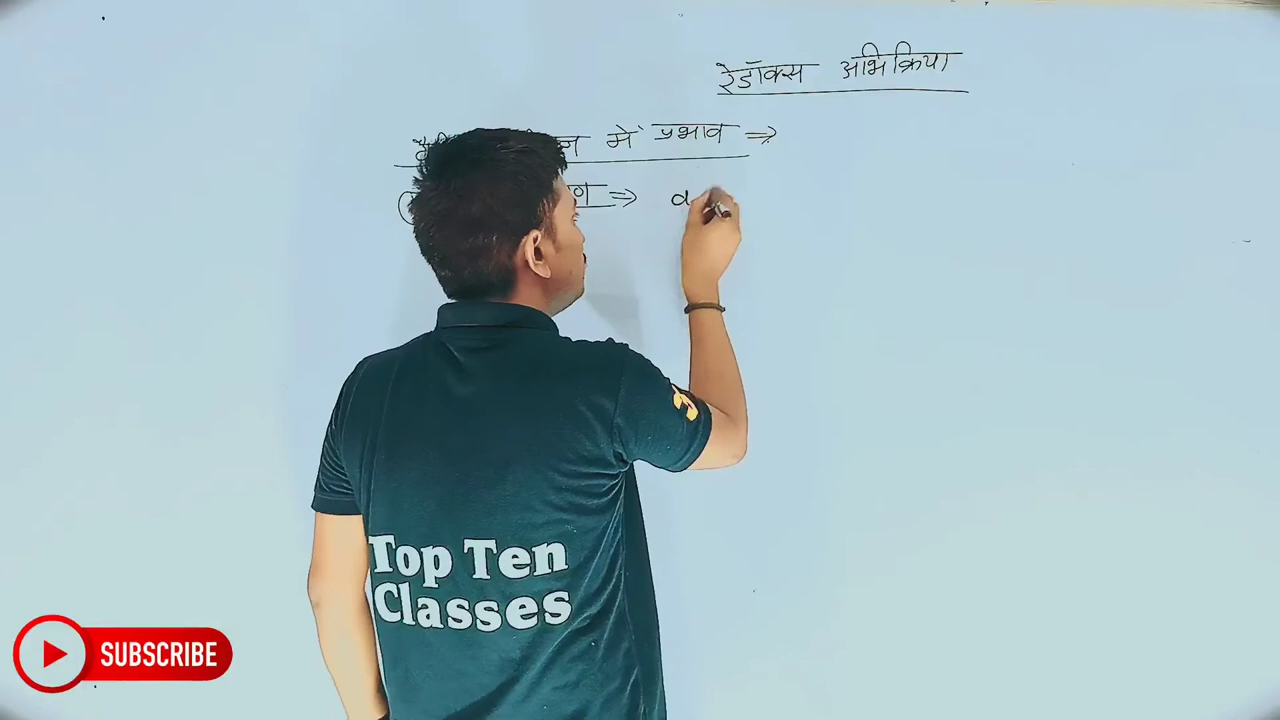 रेडॉक्स अभिक्रिया
में प्रभाव ⇒
⇒
Top Ten
Classes
SUBSCRIBE